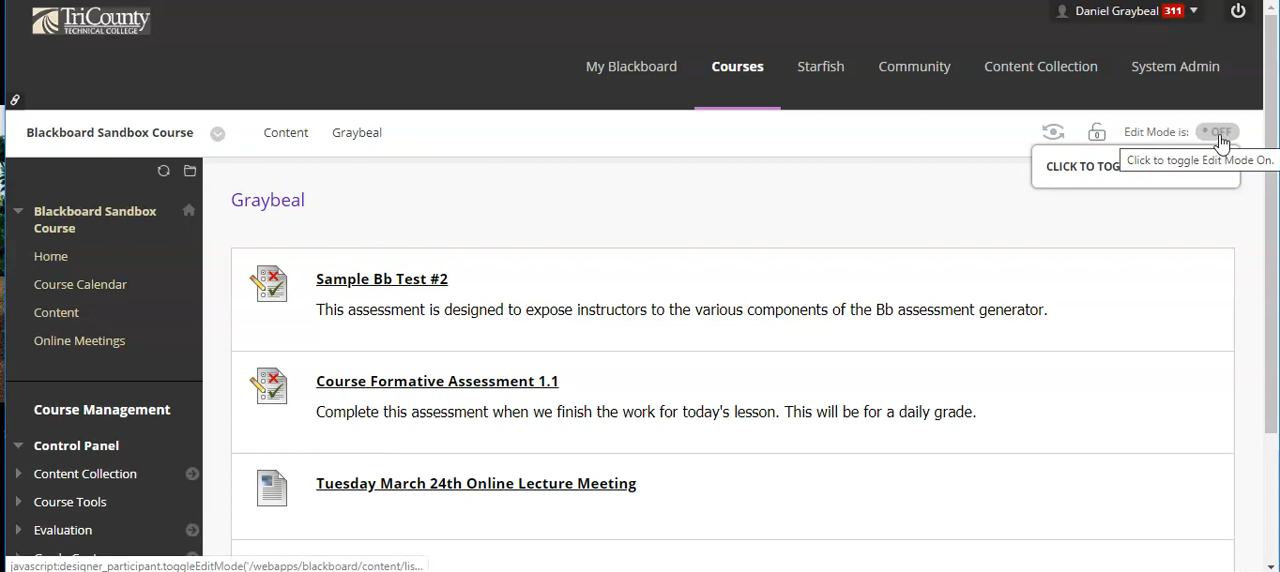 TriCounty
TECHNICAL COLLEGE
Daniel Graybeal 311
My Blackboard Courses Starfish Community Content Collection System Admin
Blackboard Sandbox Course Content Graybeal Edit Mode is: OFF
CLICK TO TOG
Click to toggle Edit Mode On.
Blackboard Sandbox
Course
Home
Course Calendar
Content
Online Meetings
Course Management
Control Panel
Content Collection
Course Tools
Evaluation
Graybeal
Sample Bb Test #2
This assessment is designed to expose instructors to the various components of the Bb assessment generator.
Course Formative Assessment 1.1
Complete this assessment when we finish the work for today's lesson. This will be for a daily grade.
Tuesday March 24th Online Lecture Meeting
javascript:designer_participant.toggleEditMode('/webapps/blackboard/content/lis...